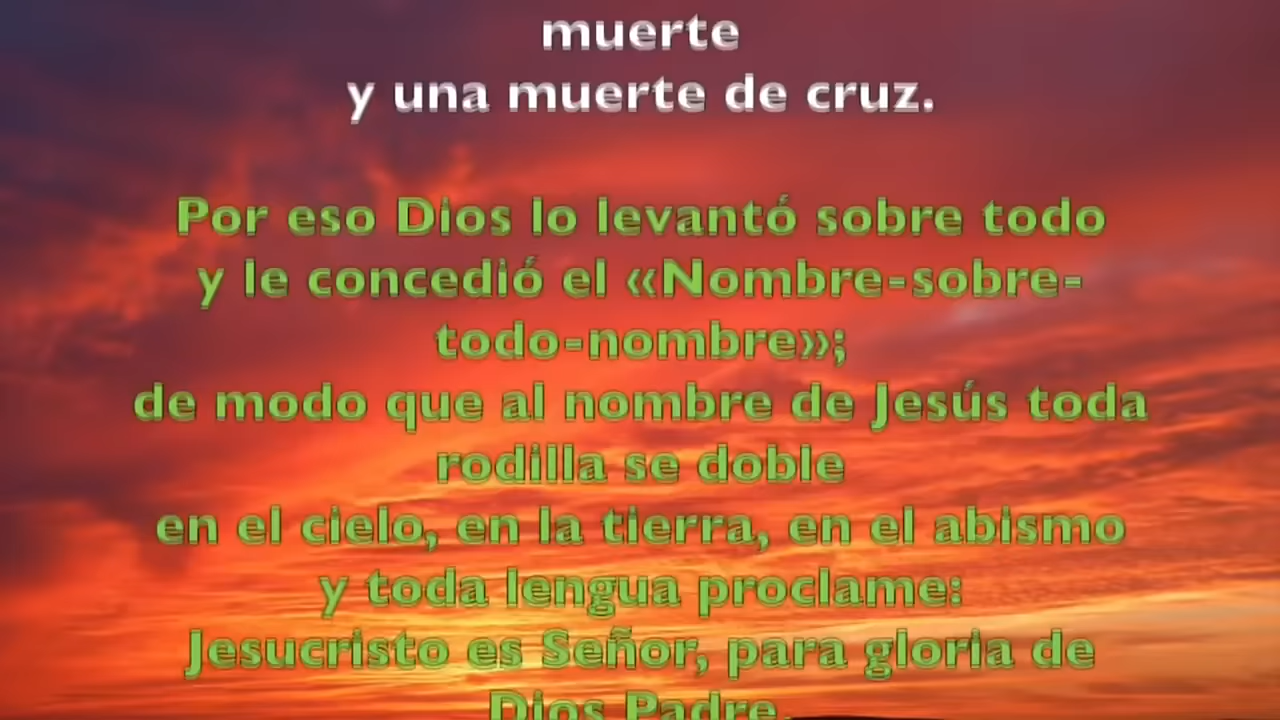 muerte
y una muerte de cruz.
Por eso Dios lo levantó sobre todo
y le concedió el «Nombre-sobre-
todo-nombre»;
de modo que al nombre de Jesús toda
rodilla se doble
en el cielo, en la tierra, en el abismo
y toda lengua proclame:
Jesucristo es Señor, para gloria de
Dios Padre.